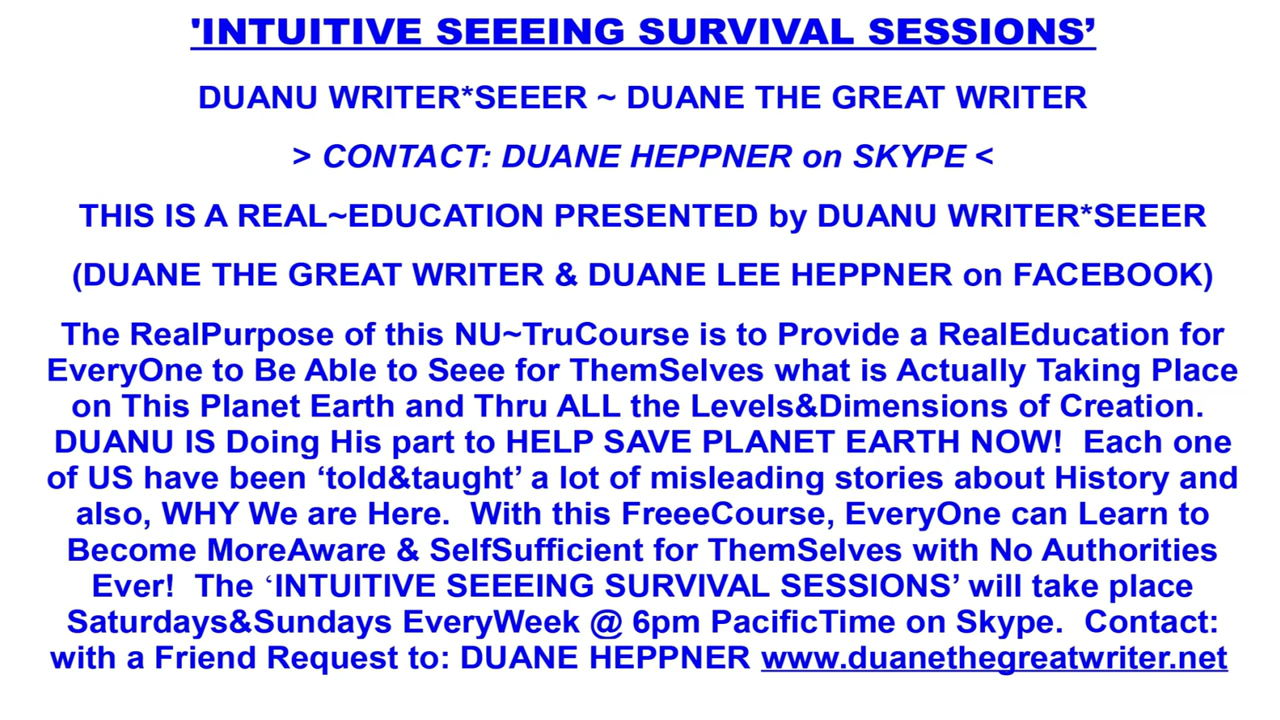 'INTUITIVE SEEEING SURVIVAL SESSIONS’
DUANU WRITER*SEEER ~ DUANE THE GREAT WRITER
> CONTACT: DUANE HEPPNER on SKYPE <
THIS IS A REAL~EDUCATION PRESENTED by DUANU WRITER*SEEER
(DUANE THE GREAT WRITER & DUANE LEE HEPPNER on FACEBOOK)
The RealPurpose of this NU~TruCourse is to Provide a RealEducation for
EveryOne to Be Able to Seee for ThemSelves what is Actually Taking Place
on This Planet Earth and Thru ALL the Levels&Dimensions of Creation.
DUANU IS Doing His part to HELP SAVE PLANET EARTH NOW!  Each one
of US have been ‘told&taught’ a lot of misleading stories about History and
also, WHY We are Here.  With this FreeeCourse, EveryOne can Learn to
Become MoreAware & SelfSufficient for ThemSelves with No Authorities
Ever!  The ‘INTUITIVE SEEEING SURVIVAL SESSIONS’ will take place
Saturdays&Sundays EveryWeek @ 6pm PacificTime on Skype.  Contact:
with a Friend Request to: DUANE HEPPNER www.duanethegreatwriter.net